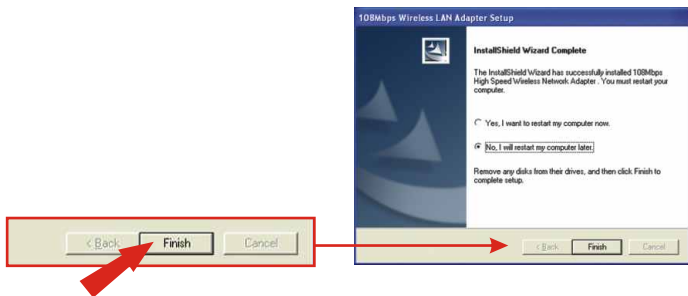 108Mbps Wireless LAN Adapter Setup
InstallShield Wizard Complete
The InstallShield Wizard has successfully installed 108Mbps
High Speed Wireless Network Adapter . You must restart your
computer.
Yes, I want to restart my computer now.
No, I will restart my computer later.
Remove any disks from their drives, and then click Finish to
complete setup.
< Back Finish Cancel
< Back Finish Cancel